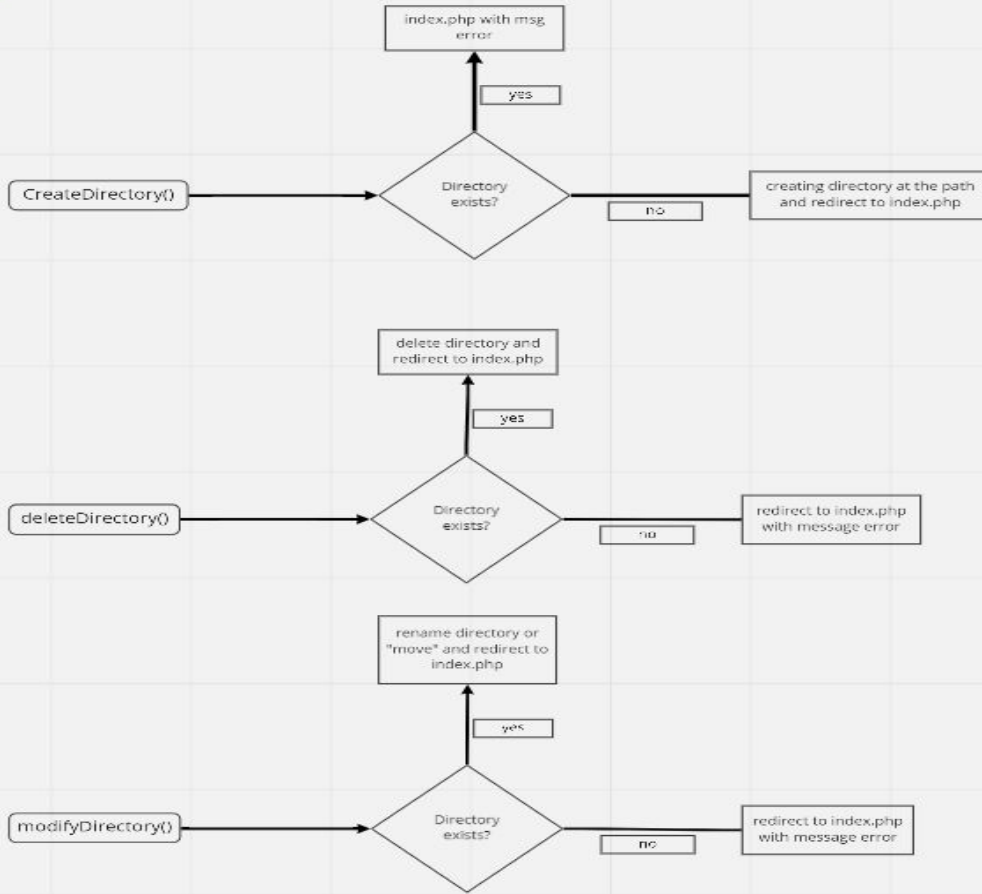 index.php with msg
error
yes
CreateDirectory()
Directory
exists?
no
creating directory at the path
and redirect to index.php
delete directory and
redirect to index.php
yes
deleteDirectory()
Directory
exists?
no
redirect to index.php
with message error
rename directory or
"move" and redirect to
index.php
yes
modifyDirectory()
Directory
exists?
no
redirect to index.php
with message error